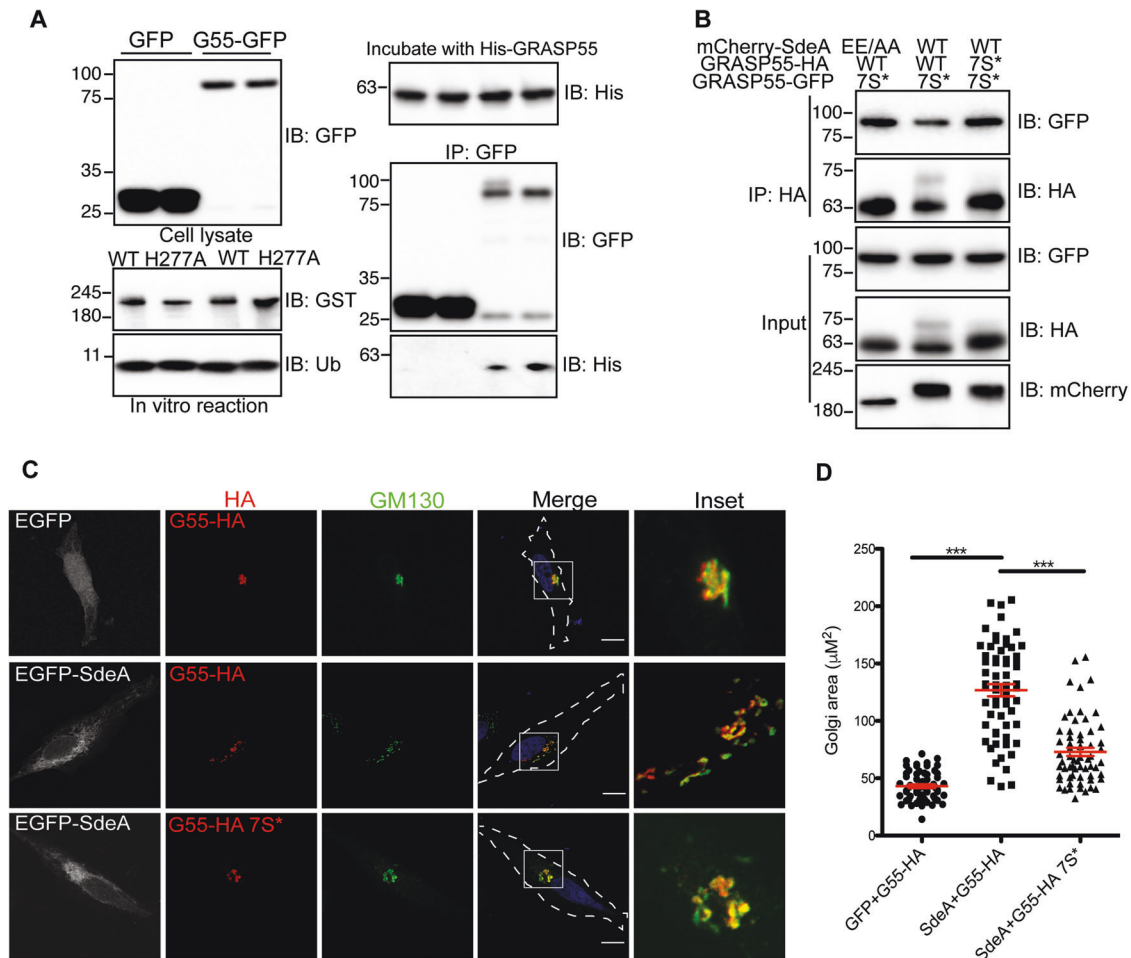 A
GFP G55-GFP
100
75
35
25
IB: GFP
Cell lysate
WT H277A WT H277A
245
180
IB: GST
11
IB: Ub
In vitro reaction
Incubate with His-GRASP55
63
IB: His
IP: GFP
100
75
35
25
IB: GFP
63
IB: His
B
mCherry-SdeA EE/AA WT WT
GRASP55-HA WT WT 7S*
GRASP55-GFP 7S* 7S* 7S*
IP: HA
100
75
IB: GFP
63
IB: HA
Input
100
75
IB: GFP
75
63
IB: HA
245
180
IB: mCherry
C
HA GM130 Merge Inset
EGFP G55-HA
EGFP-SdeA G55-HA
EGFP-SdeA G55-HA 7S*
D
Golgi area (µM²)
250
200
150
100
50
0
*** ***
GFP+G55-HA
SdeA+G55-HA
SdeA+G55-HA 7S*